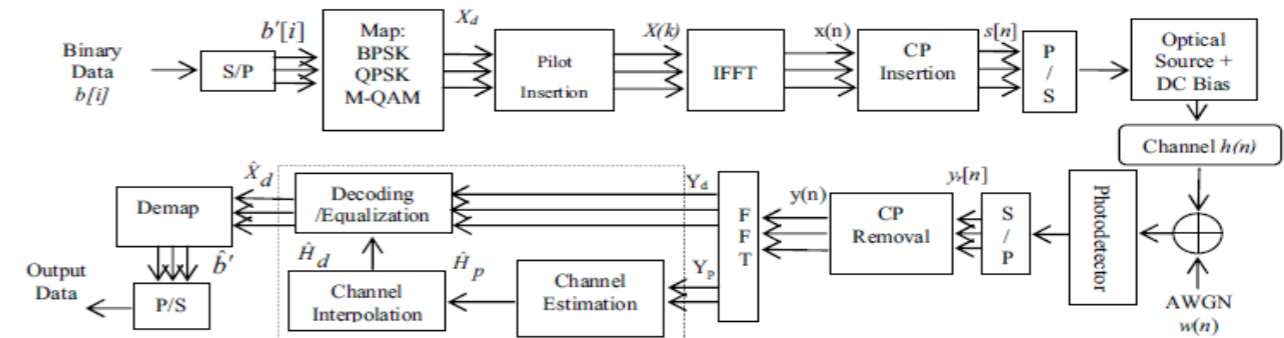 Binary
Data
b[i]
S/P
b'[i]
Map:
BPSK
QPSK
M-QAM
X_d
Pilot
Insertion
X(k)
IFFT
x(n)
CP
Insertion
s[n]
P
/
S
Optical
Source +
DC Bias
Channel h(n)
AWGN
w(n)
Photodetector
S
/
P
y_r[n]
CP
Removal
y(n)
F
F
T
Y_d
Y_p
Channel
Estimation
Ĥ_p
Channel
Interpolation
Ĥ_d
Decoding
/Equalization
X̂_d
Demap
b̂'
P/S
Output
Data